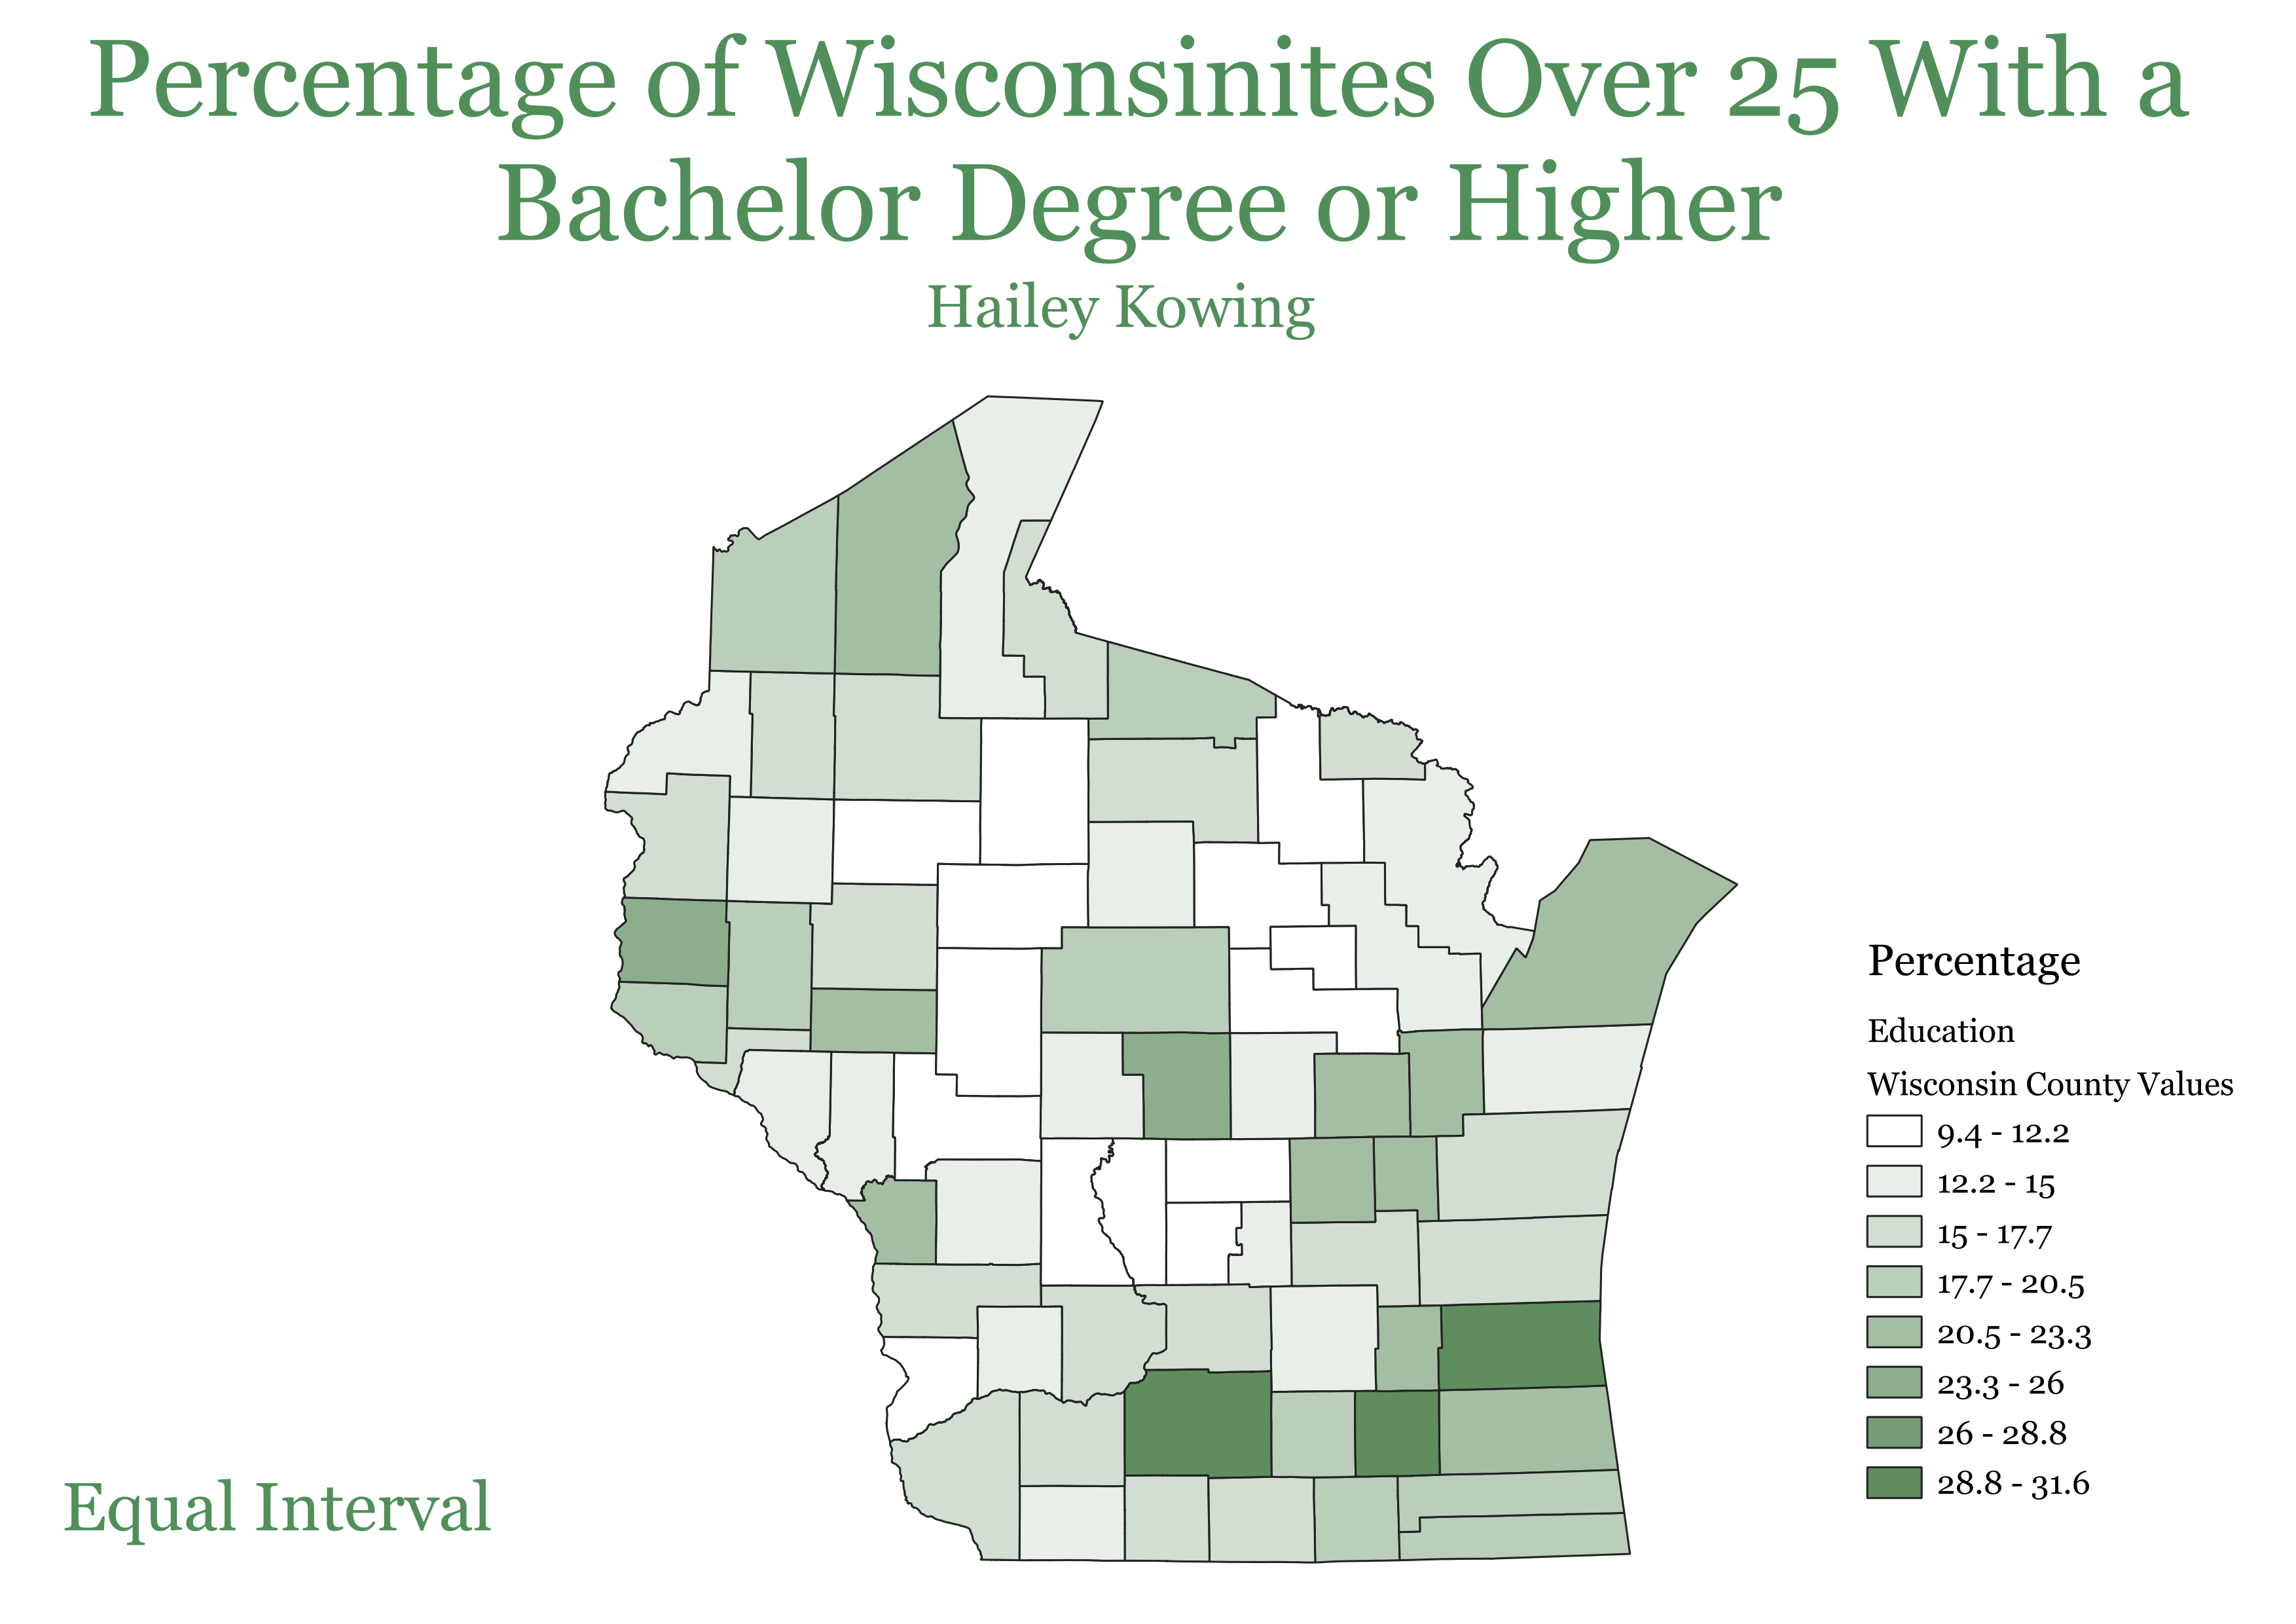 Percentage of Wisconsinites Over 25 With a
Bachelor Degree or Higher
Hailey Kowing
Percentage
Education
Wisconsin County Values
9.4 - 12.2
12.2 - 15
15 - 17.7
17.7 - 20.5
20.5 - 23.3
23.3 - 26
26 - 28.8
28.8 - 31.6
Equal Interval